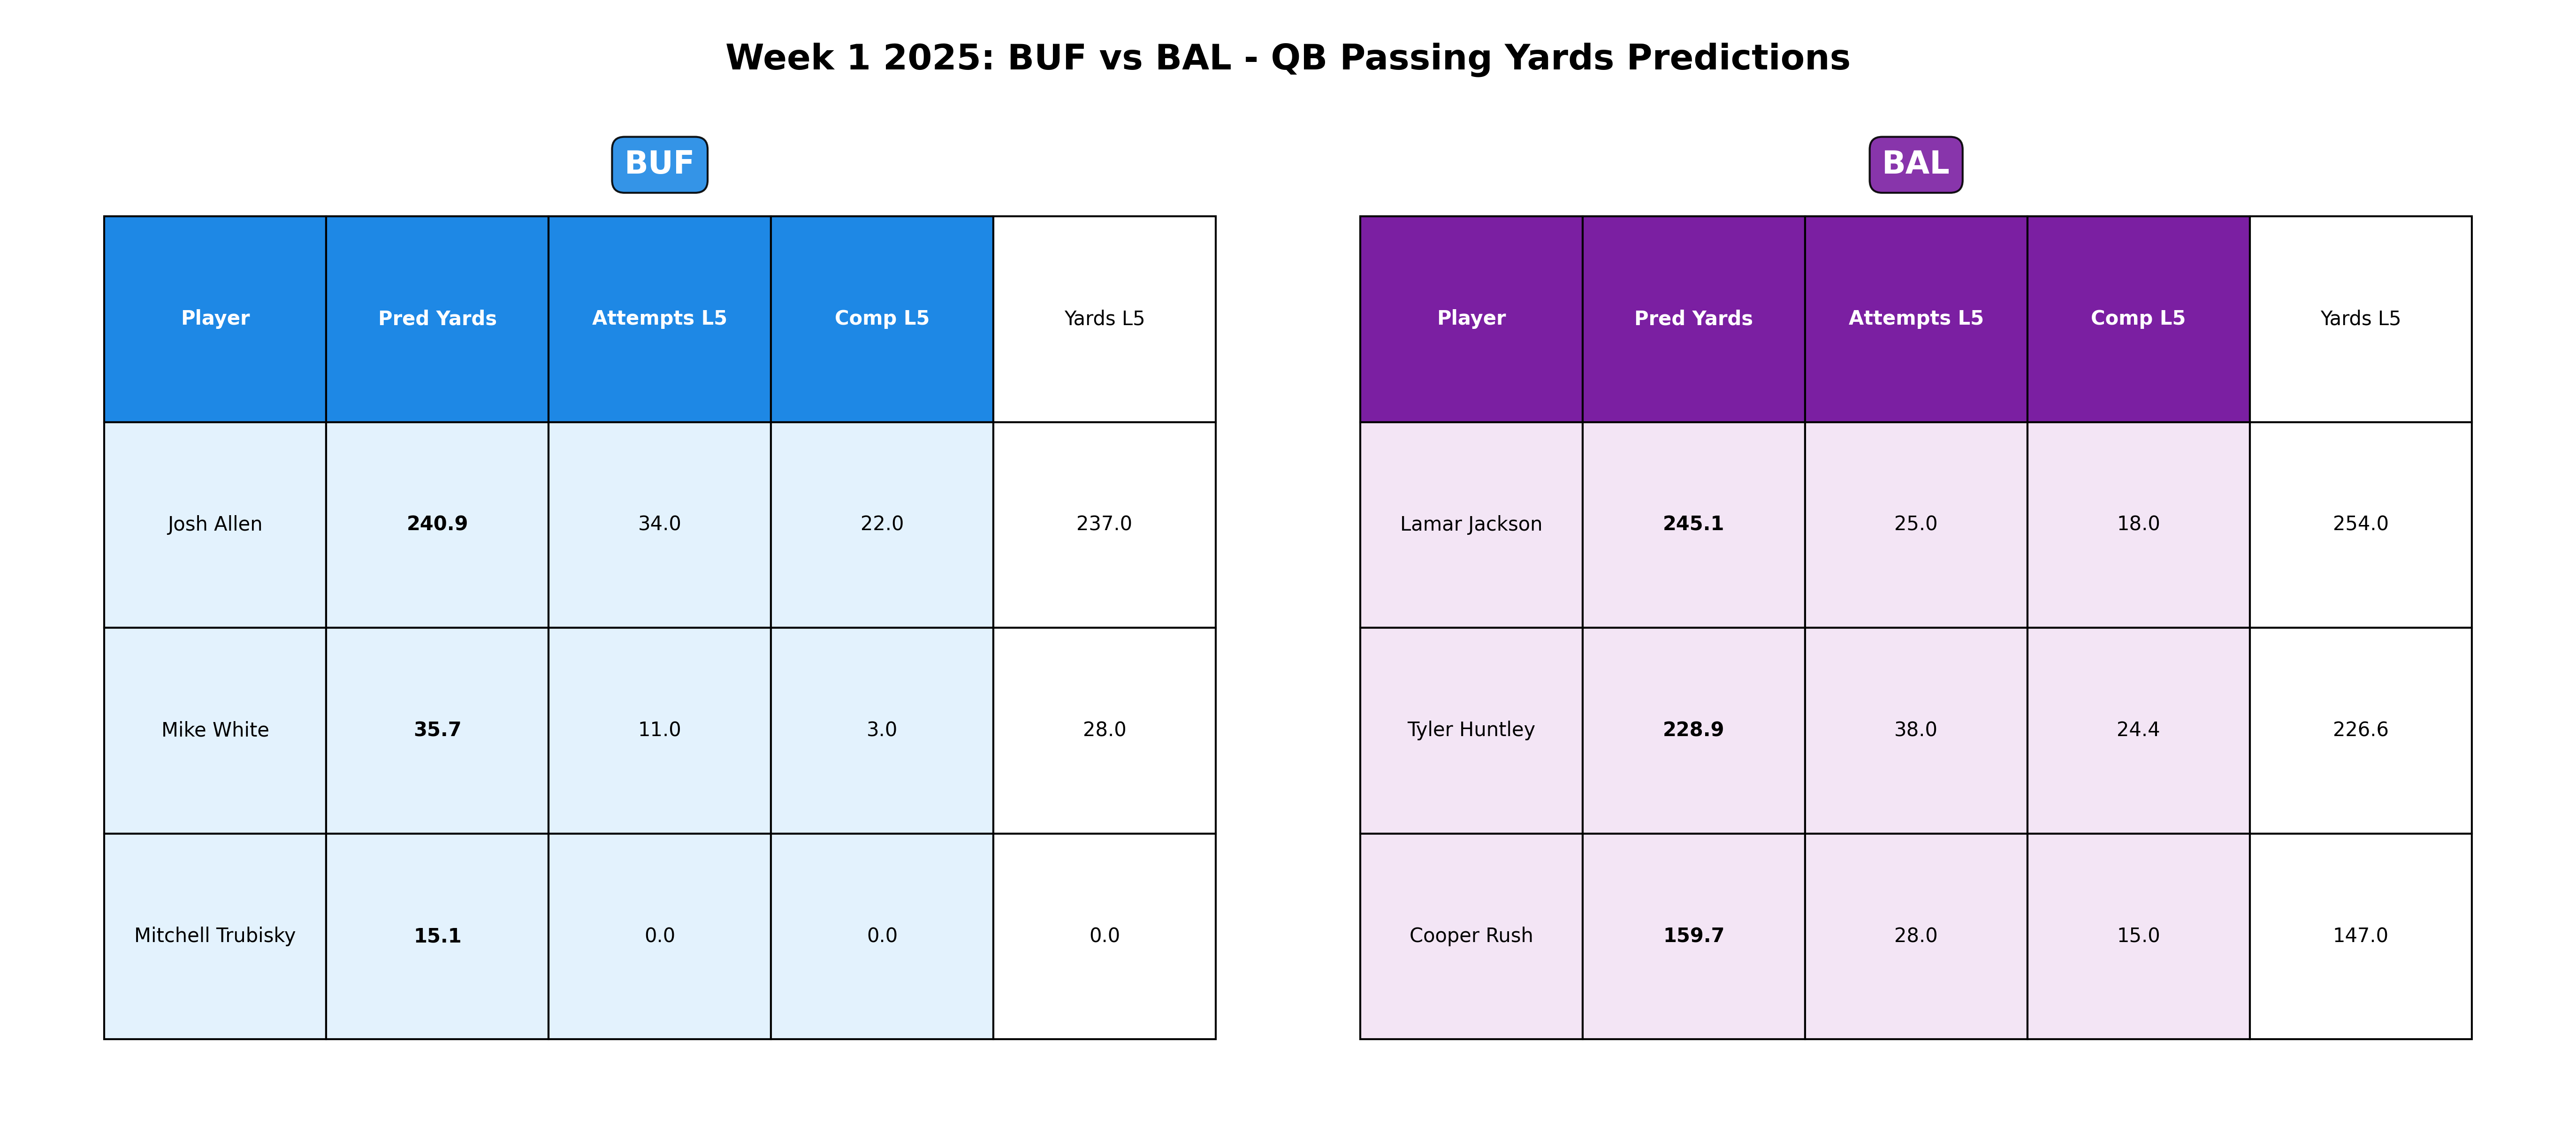 Week 1 2025: BUF vs BAL - QB Passing Yards Predictions
BUF
Player Pred Yards Attempts L5 Comp L5 Yards L5
Josh Allen 240.9 34.0 22.0 237.0
Mike White 35.7 11.0 3.0 28.0
Mitchell Trubisky 15.1 0.0 0.0 0.0
BAL
Player Pred Yards Attempts L5 Comp L5 Yards L5
Lamar Jackson 245.1 25.0 18.0 254.0
Tyler Huntley 228.9 38.0 24.4 226.6
Cooper Rush 159.7 28.0 15.0 147.0